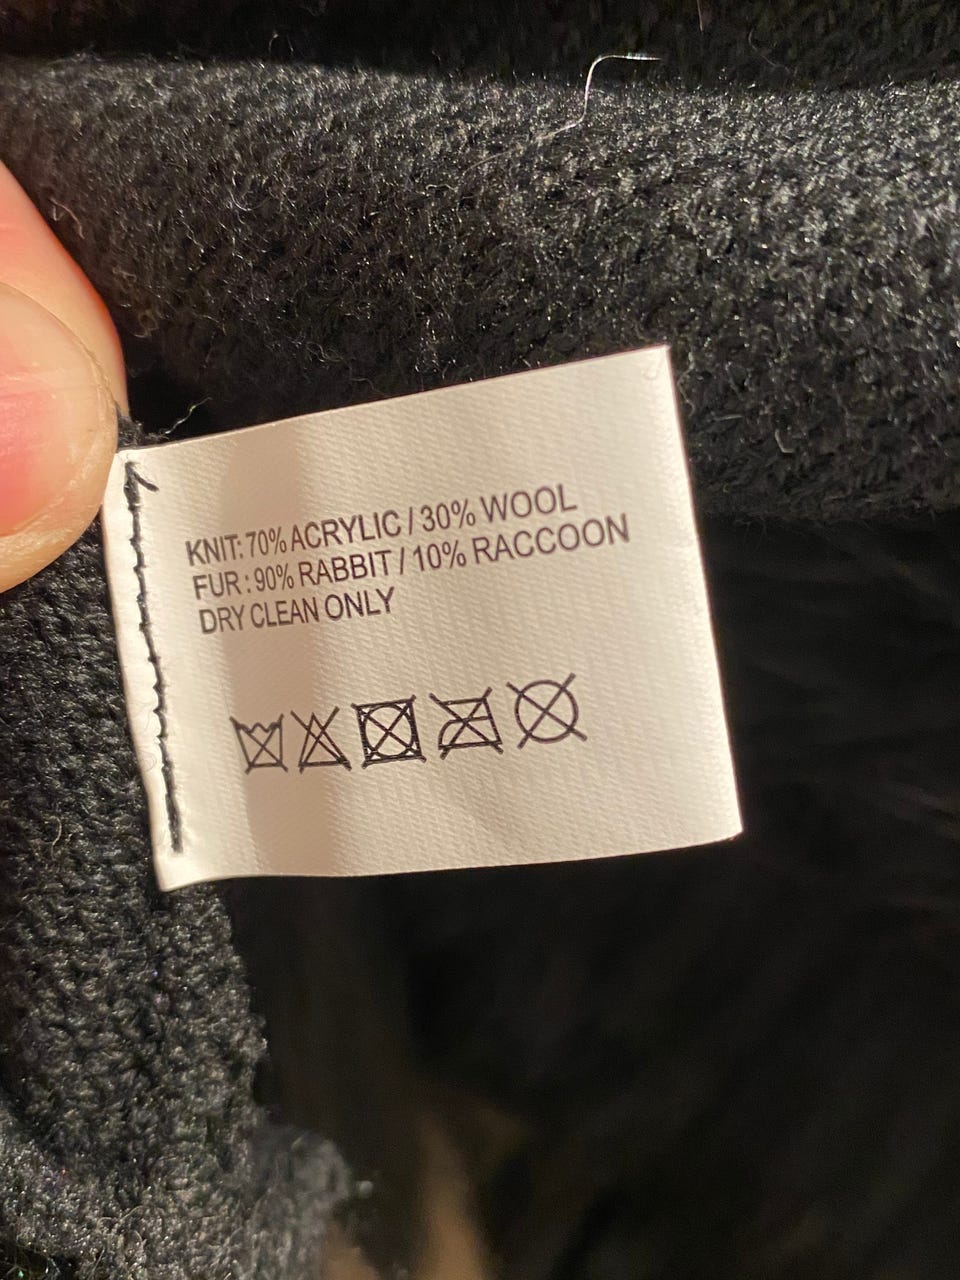 KNIT: 70% ACRYLIC / 30% WOOL
FUR : 90% RABBIT / 10% RACCOON
DRY CLEAN ONLY